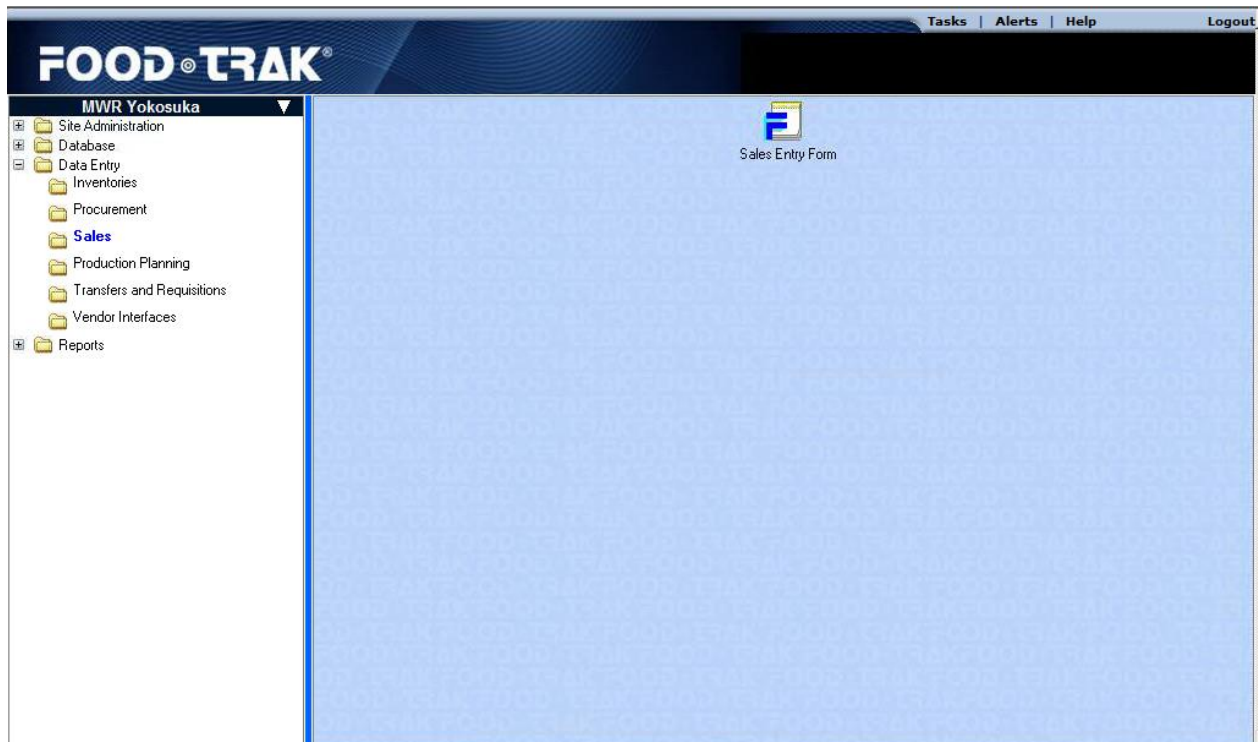 Tasks | Alerts | Help Logout
FOOD TRAK®
MWR Yokosuka
Site Administration
Database
Data Entry
Inventories
Procurement
Sales
Production Planning
Transfers and Requisitions
Vendor Interfaces
Reports
Sales Entry Form